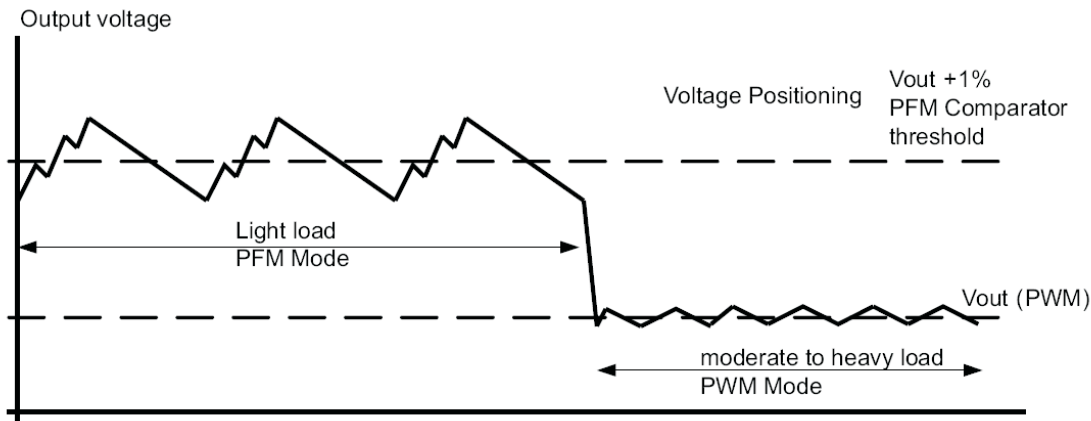 Output voltage
Voltage Positioning
Vout +1%
PFM Comparator
threshold
Light load
PFM Mode
Vout (PWM)
moderate to heavy load
PWM Mode